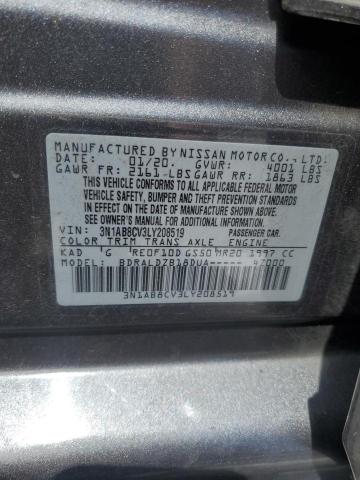 MANUFACTURED BY NISSAN MOTOR CO., LTD.
DATE: 01/20. GVWR: 4001 LBS
GAWR FR: 2161 LBS GAWR RR: 1863 LBS
THIS VEHICLE CONFORMS TO ALL APPLICABLE FEDERAL MOTOR
VEHICLE SAFETY, BUMPER AND THEFT PREVENTION
STANDARDS IN EFFECT ON THE DATE OF MANUFACTURE SHOWN ABOVE.
SEE OWNER'S MANUAL FOR ADDITIONAL INFORMATION.
VIN: 3N1AB8CV3LY208519 PASSENGER CAR
COLOR TRIM TRANS AXLE ENGINE
KAD G RE0F10D GS50 MR20 1997 CC
MODEL: BDRALDZB18DUA----- 47000
3N1AB8CV3LY208519